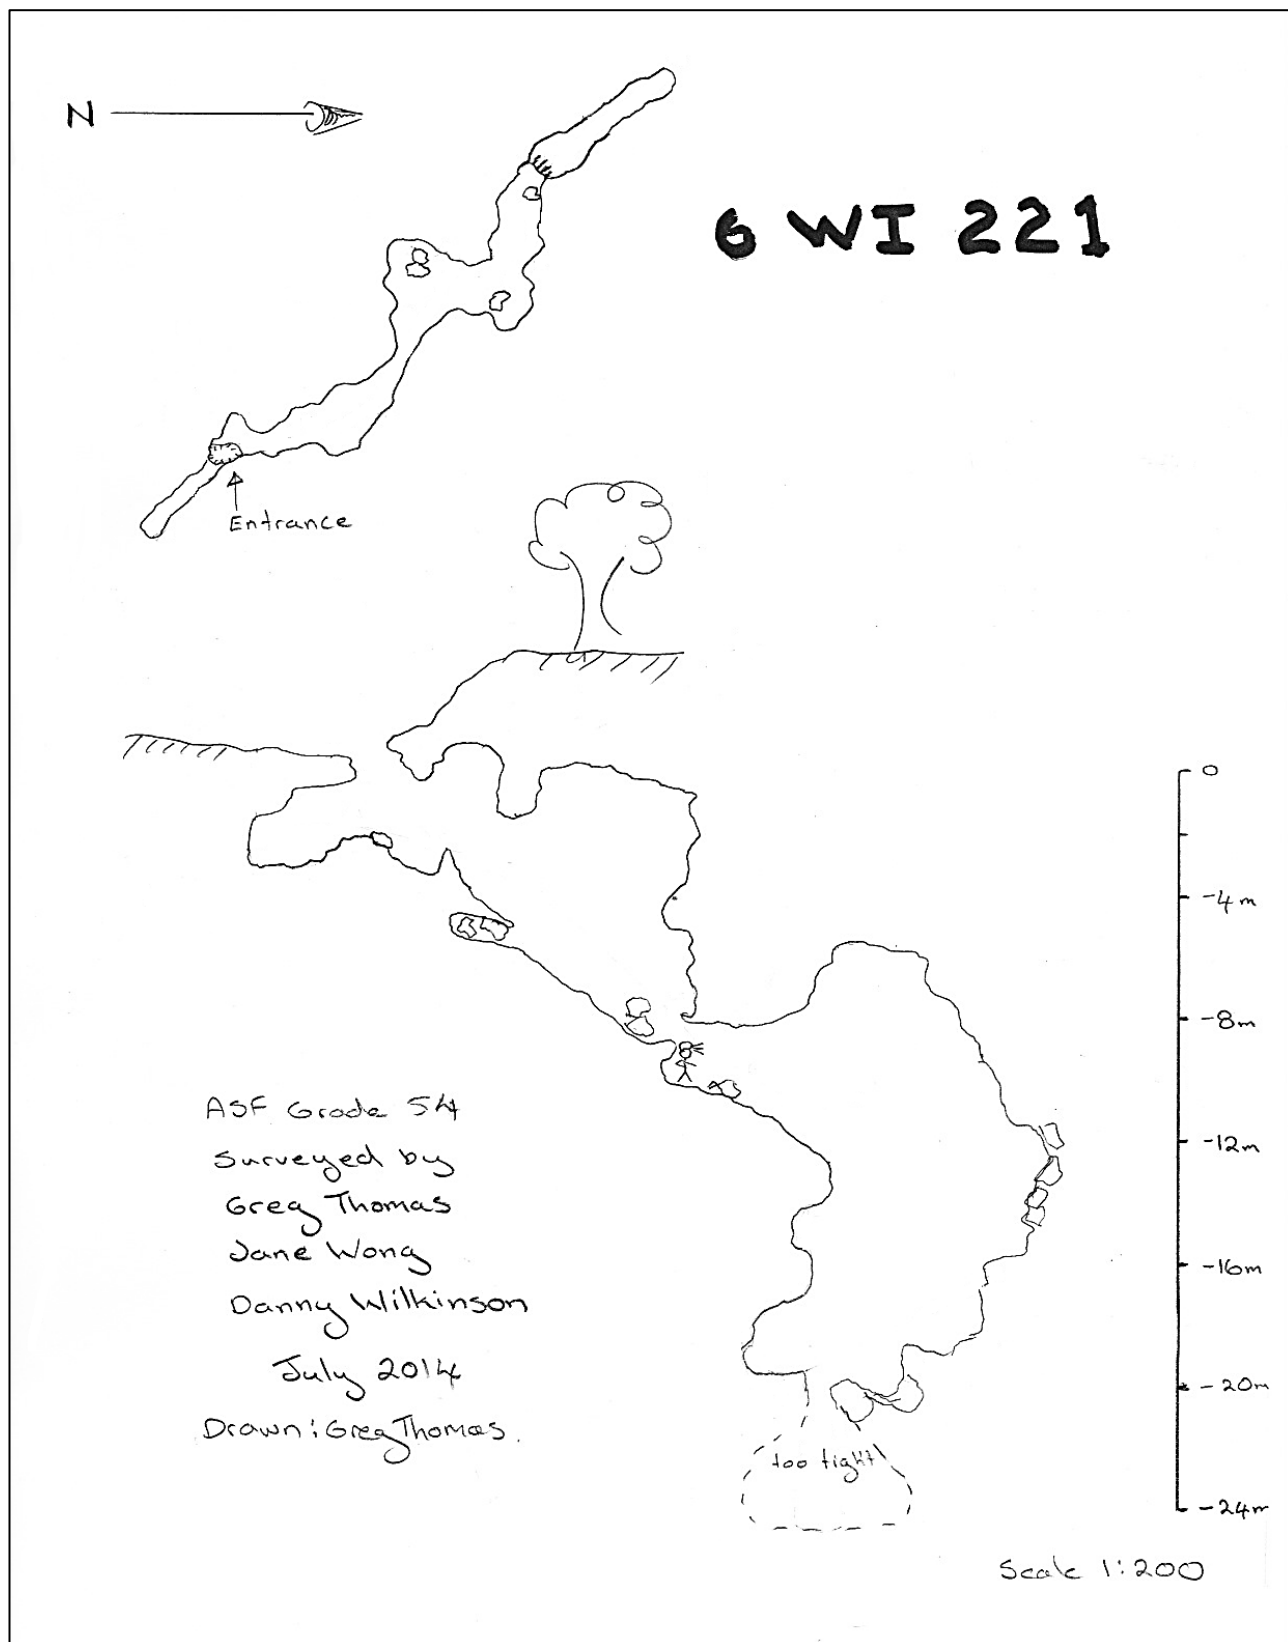 N
6 WI 221
Entrance
0
-4m
-8m
-12m
-16m
-20m
-24m
ASF Grade 54
Surveyed by
Greg Thomas
Jane Wong
Danny Wilkinson
July 2014
Drawn: Greg Thomas.
too tight!
Scale 1:200